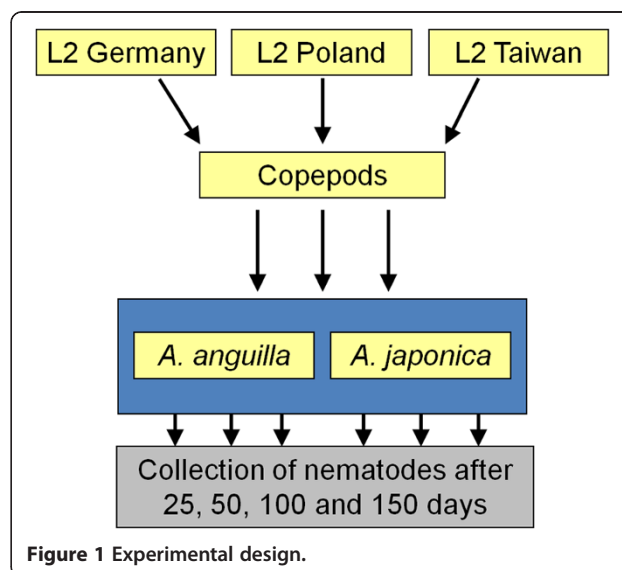 L2 Germany L2 Poland L2 Taiwan
Copepods
A. anguilla A. japonica
Collection of nematodes after
25, 50, 100 and 150 days
Figure 1 Experimental design.